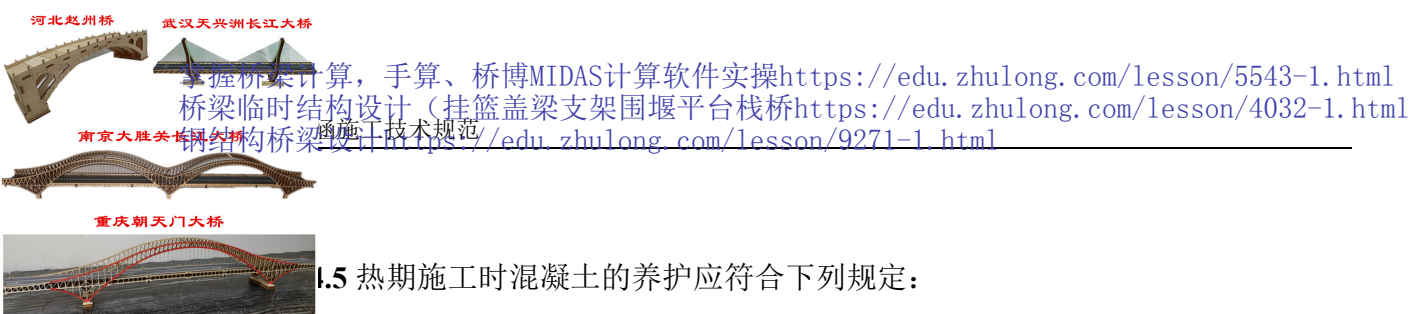 河北赵州桥
武汉天兴洲长江大桥
掌握桥梁计算，手算、桥博MIDAS计算软件实操https://edu.zhulong.com/lesson/5543-1.html
桥梁临时结构设计（挂篮盖梁支架围堰平台栈桥https://edu.zhulong.com/lesson/4032-1.html
涵施工技术规范
南京大胜关长江大桥
钢结构桥梁设计https://edu.zhulong.com/lesson/9271-1.html
重庆朝天门大桥
4.5 热期施工时混凝土的养护应符合下列规定：